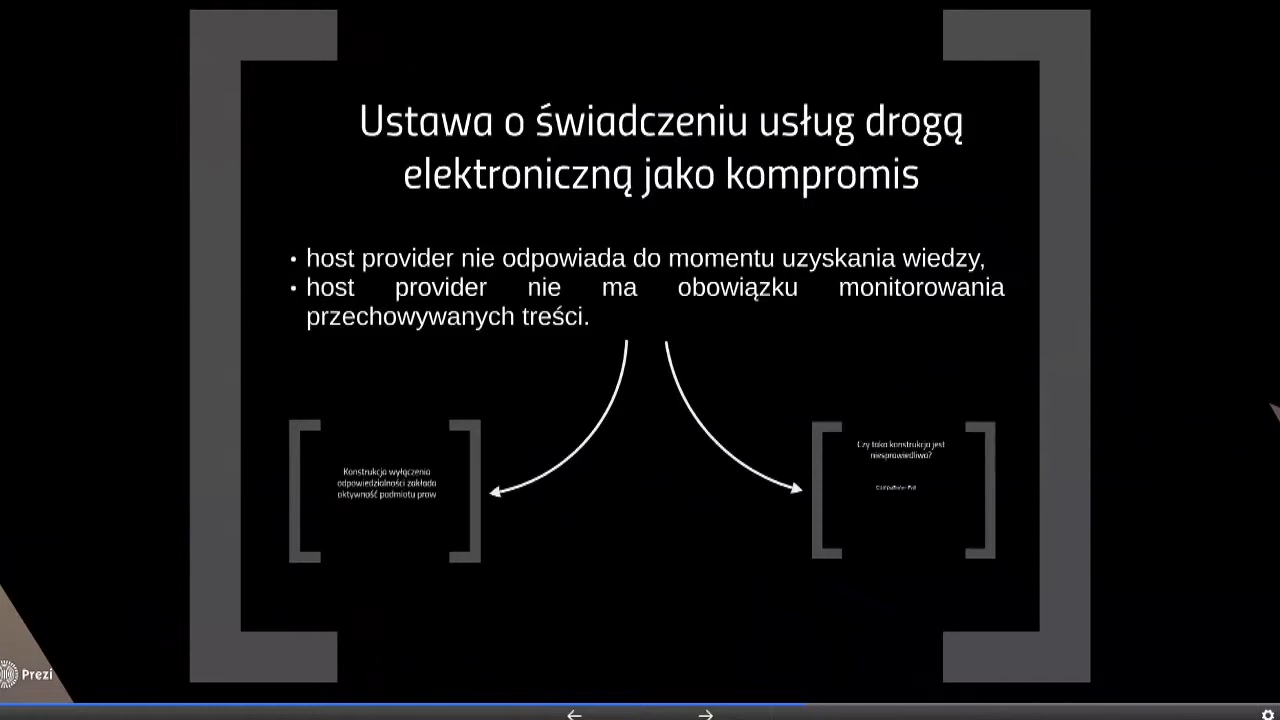 Ustawa o świadczeniu usług drogą
elektroniczną jako kompromis
• host provider nie odpowiada do momentu uzyskania wiedzy,
• host provider nie ma obowiązku monitorowania
przechowywanych treści.
Konstrukcja wyłączenia
odpowiedzialności zakłada
aktywność podmiotu praw
Czy taka konstrukcja jest
niesprawiedliwa?
Prezi